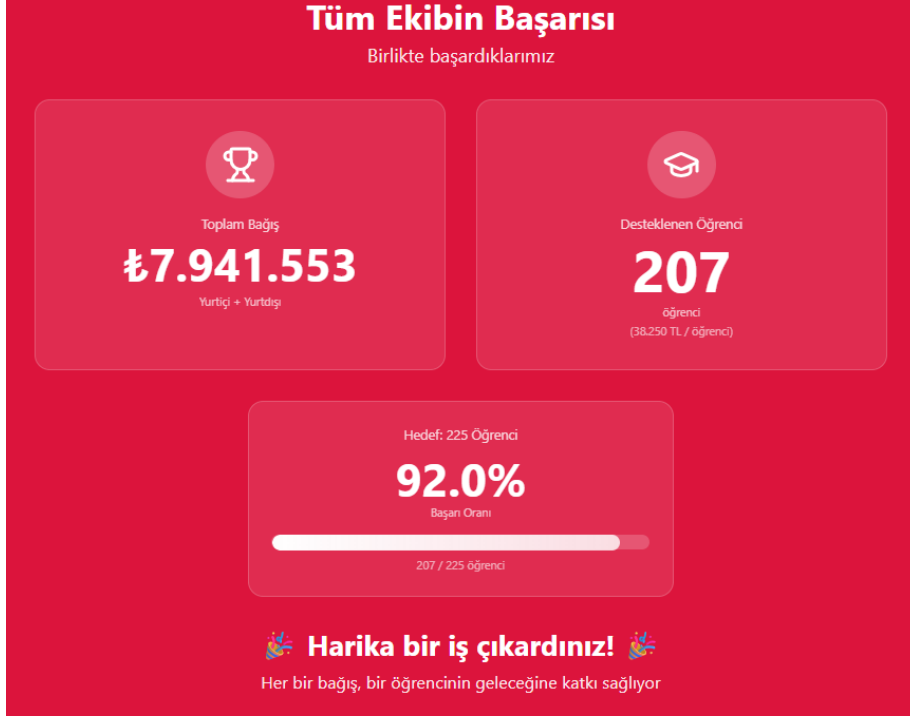 Tüm Ekibin Başarısı
Birlikte başardıklarımız
Toplam Bağış
₺7.941.553
Yurtiçi + Yurtdışı
Desteklenen Öğrenci
207
öğrenci
(38.250 TL / öğrenci)
Hedef: 225 Öğrenci
92.0%
Başarı Oranı
207 / 225 öğrenci
🎉 Harika bir iş çıkardınız! 🎉
Her bir bağış, bir öğrencinin geleceğine katkı sağlıyor